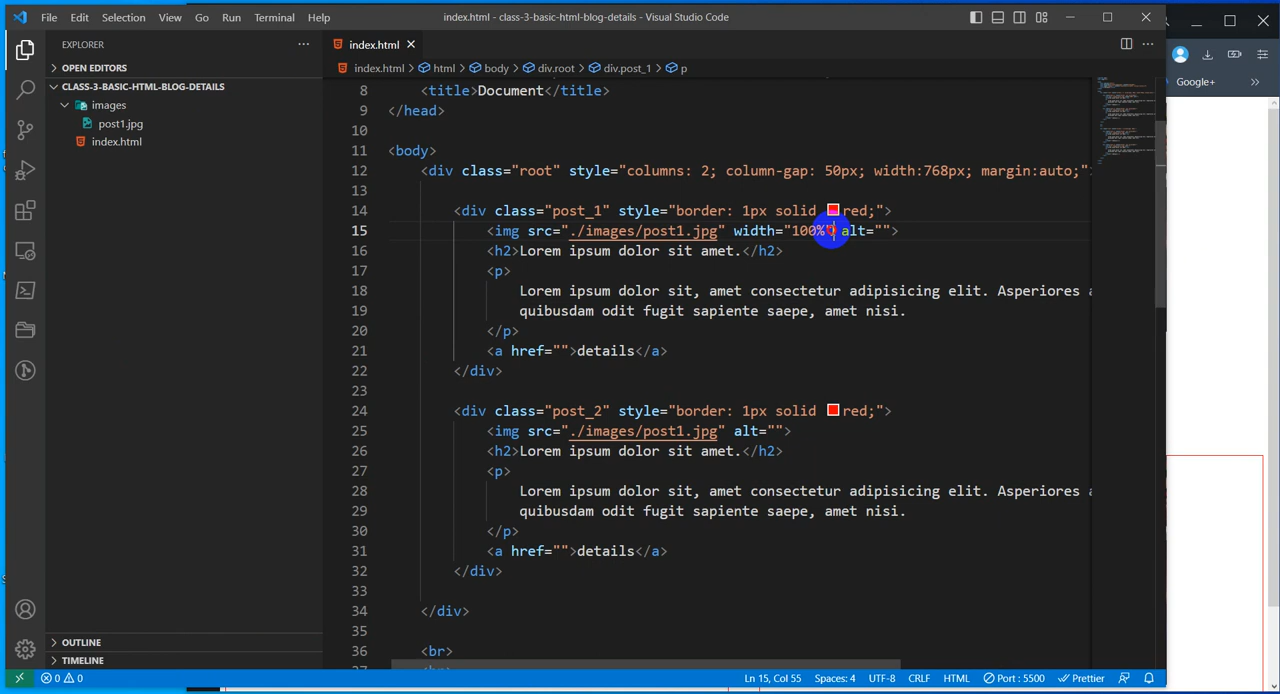 File Edit Selection View Go Run Terminal Help
index.html - class-3-basic-html-blog-details - Visual Studio Code
EXPLORER
OPEN EDITORS
CLASS-3-BASIC-HTML-BLOG-DETAILS
images
post1.jpg
index.html
OUTLINE
TIMELINE
index.html
index.html > html > body > div.root > div.post_1 > p
8 <title>Document</title>
9 </head>
10
11 <body>
12 <div class="root" style="columns: 2; column-gap: 50px; width:768px; margin:auto;"
13
14 <div class="post_1" style="border: 1px solid red;">
15 <img src="./images/post1.jpg" width="100%" alt="">
16 <h2>Lorem ipsum dolor sit amet.</h2>
17 <p>
18 Lorem ipsum dolor sit, amet consectetur adipisicing elit. Asperiores a
19 quibusdam odit fugit sapiente saepe, amet nisi.
20 </p>
21 <a href="">details</a>
22 </div>
23
24 <div class="post_2" style="border: 1px solid red;">
25 <img src="./images/post1.jpg" alt="">
26 <h2>Lorem ipsum dolor sit amet.</h2>
27 <p>
28 Lorem ipsum dolor sit, amet consectetur adipisicing elit. Asperiores a
29 quibusdam odit fugit sapiente saepe, amet nisi.
30 </p>
31 <a href="">details</a>
32 </div>
33
34 </div>
35
36 <br>
Google+
0 0
Ln 15, Col 55 Spaces: 4 UTF-8 CRLF HTML Port : 5500 Prettier